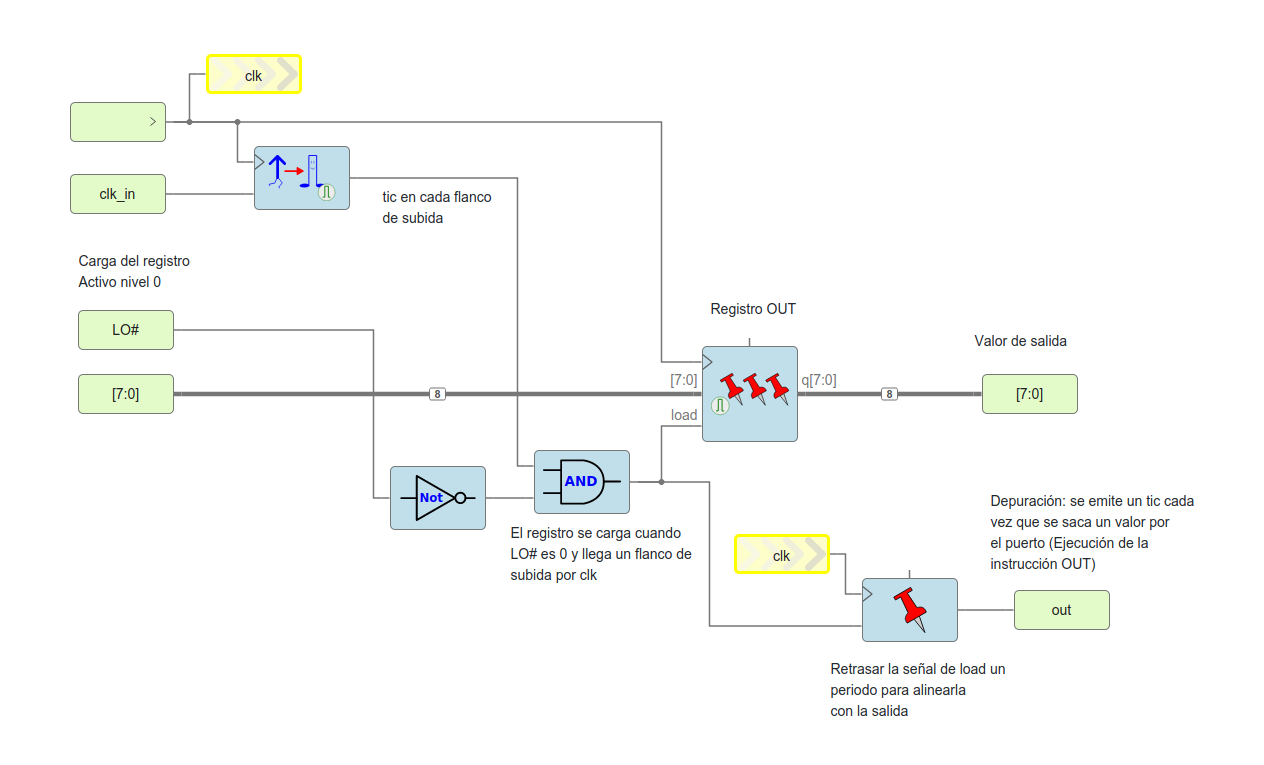 clk
clk_in
tic en cada flanco
de subida
Carga del registro
Activo nivel 0
LO#
[7:0]
8
Registro OUT
[7:0]
load
q[7:0]
8
Valor de salida
[7:0]
Not
AND
El registro se carga cuando
LO# es 0 y llega un flanco de
subida por clk
clk
Depuración: se emite un tic cada
vez que se saca un valor por
el puerto (Ejecución de la
instrucción OUT)
out
Retrasar la señal de load un
periodo para alinearla
con la salida